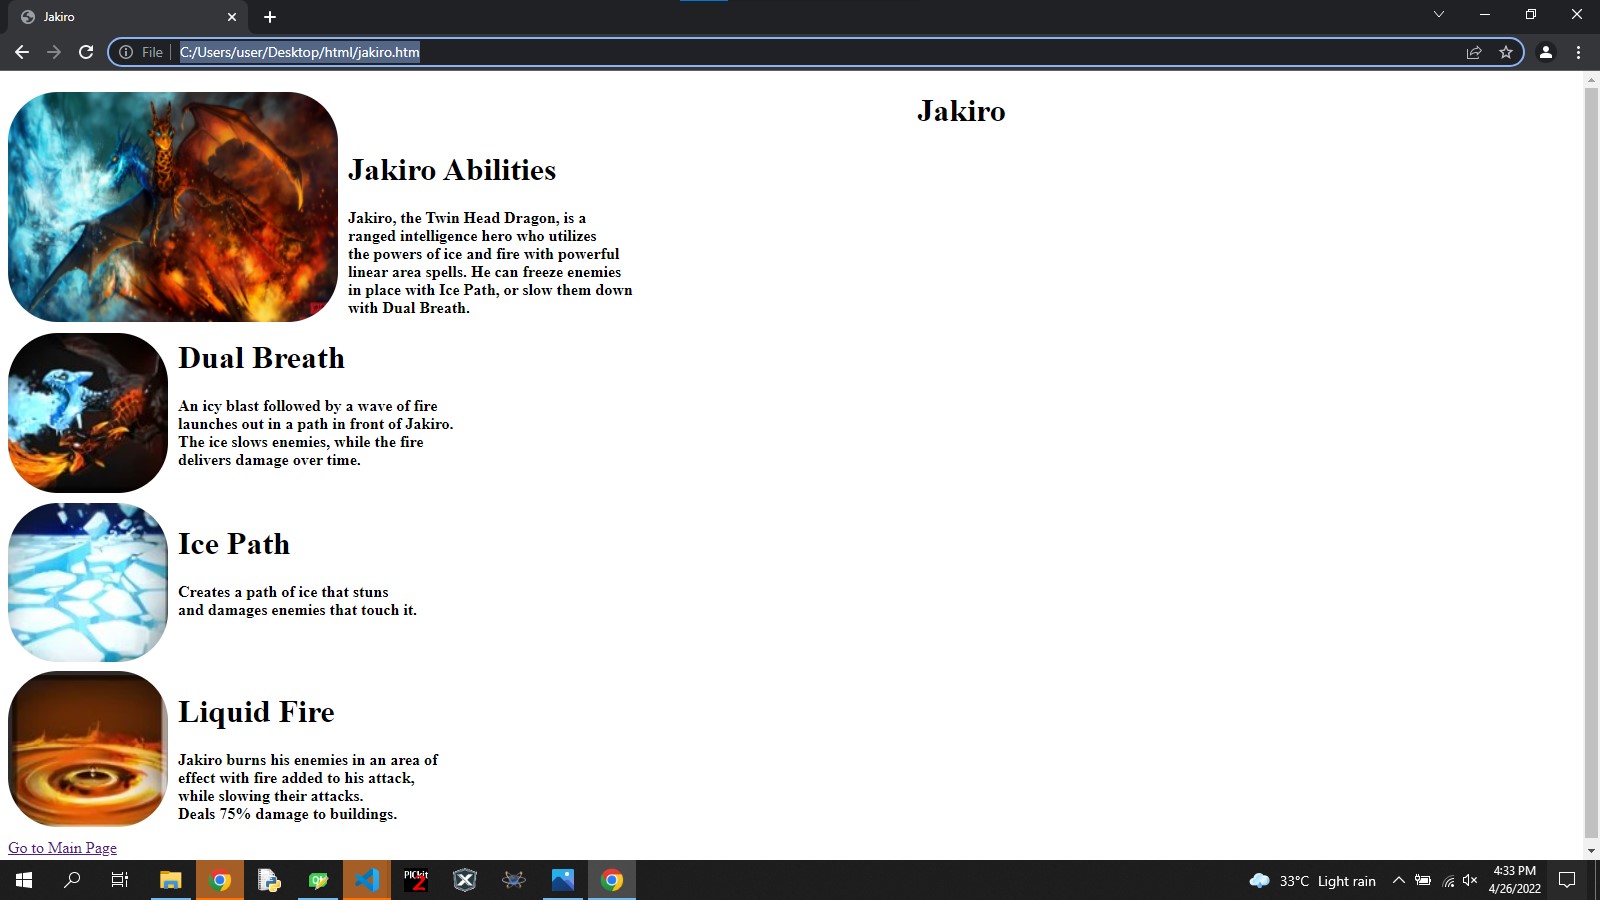 Jakiro
File
C:/Users/user/Desktop/html/jakiro.htm
Jakiro
Jakiro Abilities
Jakiro, the Twin Head Dragon, is a
ranged intelligence hero who utilizes
the powers of ice and fire with powerful
linear area spells. He can freeze enemies
in place with Ice Path, or slow them down
with Dual Breath.
Dual Breath
An icy blast followed by a wave of fire
launches out in a path in front of Jakiro.
The ice slows enemies, while the fire
delivers damage over time.
Ice Path
Creates a path of ice that stuns
and damages enemies that touch it.
Liquid Fire
Jakiro burns his enemies in an area of
effect with fire added to his attack,
while slowing their attacks.
Deals 75% damage to buildings.
Go to Main Page
PICkit
2
33°C Light rain
4:33 PM
4/26/2022